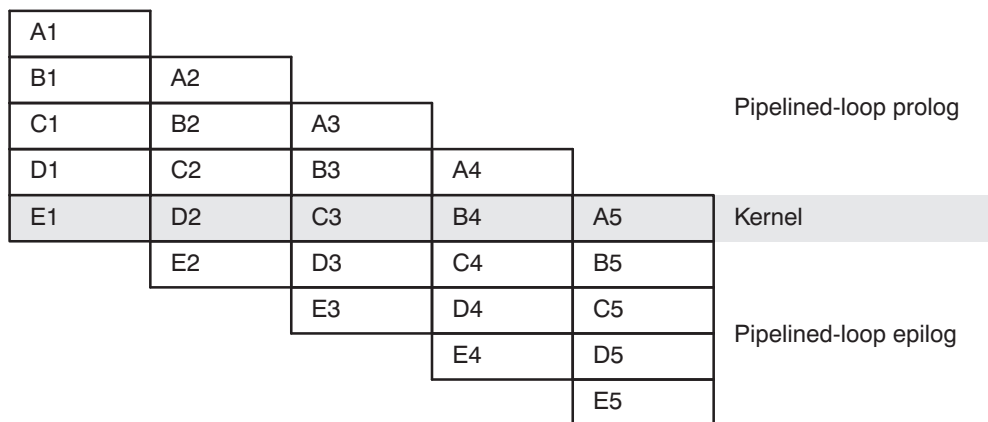 A1
B1 A2
C1 B2 A3
Pipelined-loop prolog
D1 C2 B3 A4
E1 D2 C3 B4 A5 Kernel
E2 D3 C4 B5
E3 D4 C5
Pipelined-loop epilog
E4 D5
E5